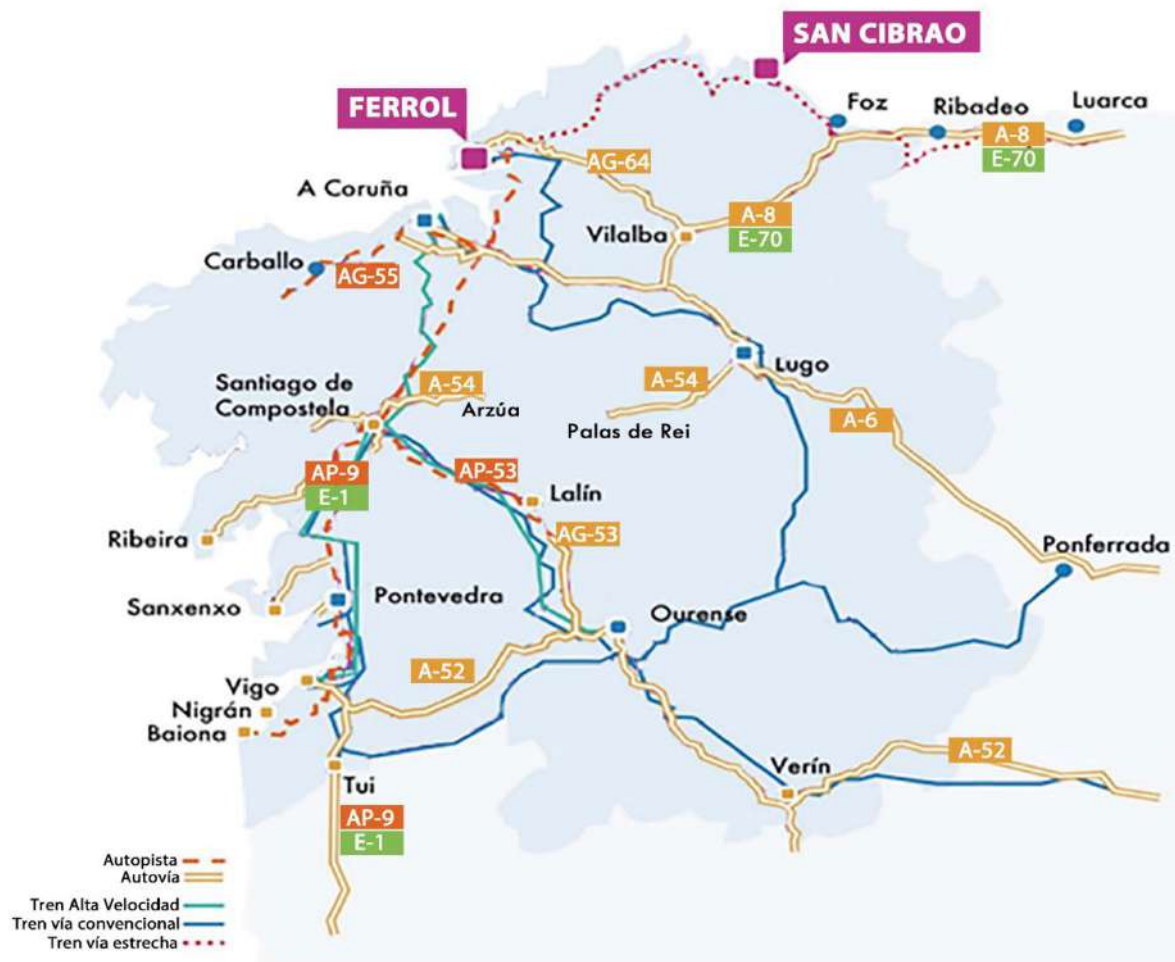 SAN CIBRAO
FERROL
Foz
Ribadeo
Luarca
A-8
E-70
AG-64
A Coruña
A-8
E-70
Vilalba
Carballo
AG-55
Lugo
Santiago de
Compostela
A-54
Arzúa
A-54
Palas de Rei
A-6
AP-9
E-1
AP-53
Lalín
Ribeira
AG-53
Ponferrada
Sanxenxo
Pontevedra
Ourense
A-52
Vigo
Nigrán
Baiona
A-52
Verín
Tui
AP-9
E-1
Autopista
Autovía
Tren Alta Velocidad
Tren vía convencional
Tren vía estrecha